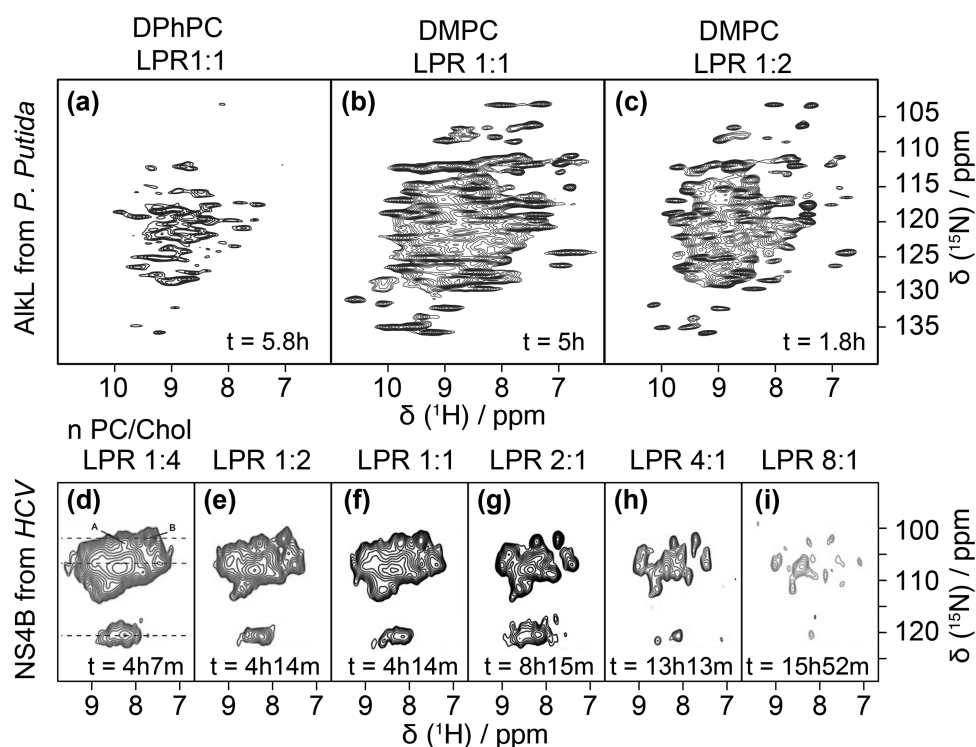 DPhPC
LPR1:1
DMPC
LPR 1:1
DMPC
LPR 1:2
AlkL from P. Putida
(a)
(b)
(c)
t = 5.8h
t = 5h
t = 1.8h
105
110
115
120
125
130
135
δ (¹⁵N) / ppm
10 9 8 7
10 9 8 7
10 9 8 7
δ (¹H) / ppm
n PC/Chol
LPR 1:4
LPR 1:2
LPR 1:1
LPR 2:1
LPR 4:1
LPR 8:1
NS4B from HCV
(d)
(e)
(f)
(g)
(h)
(i)
A
B
t = 4h7m
t = 4h14m
t = 4h14m
t = 8h15m
t = 13h13m
t = 15h52m
100
110
120
δ (¹⁵N) / ppm
9 8 7
9 8 7
9 8 7
9 8 7
9 8 7
9 8 7
δ (¹H) / ppm